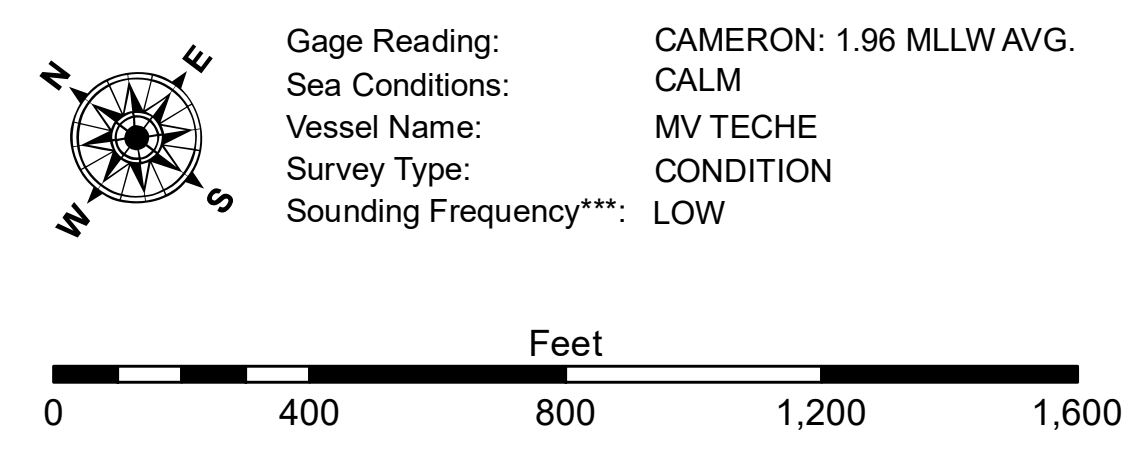 N
E
W
S
Gage Reading: CAMERON: 1.96 MLLW AVG.
Sea Conditions: CALM
Vessel Name: MV TECHE
Survey Type: CONDITION
Sounding Frequency***: LOW
Feet
0 400 800 1,200 1,600